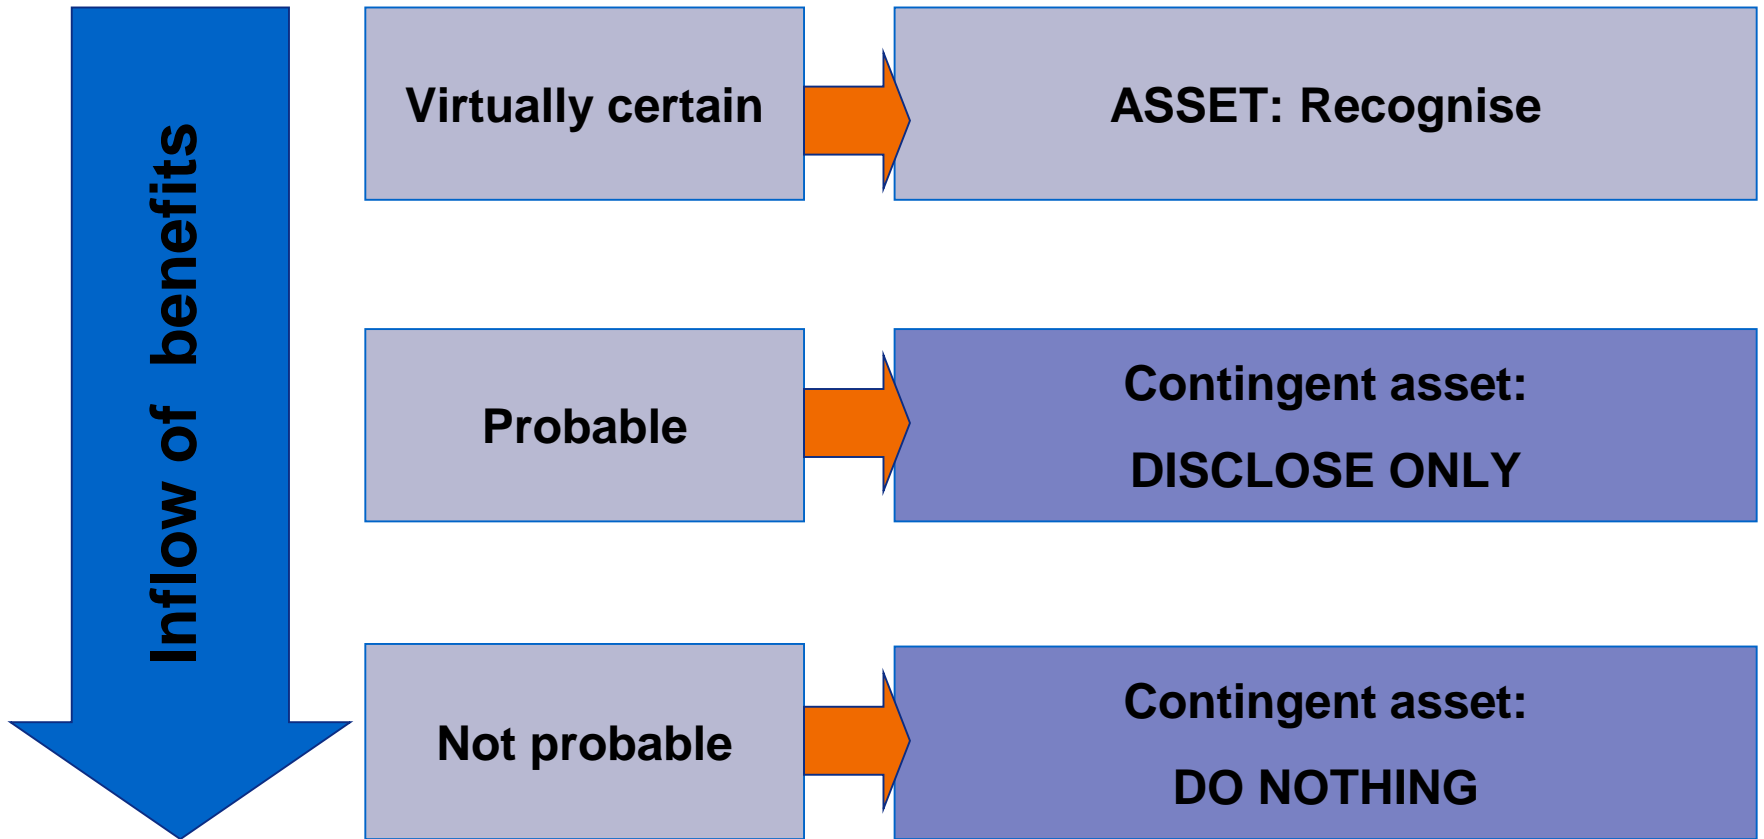 Inflow of benefits
Virtually certain
ASSET: Recognise
Probable
Contingent asset:
DISCLOSE ONLY
Not probable
Contingent asset:
DO NOTHING